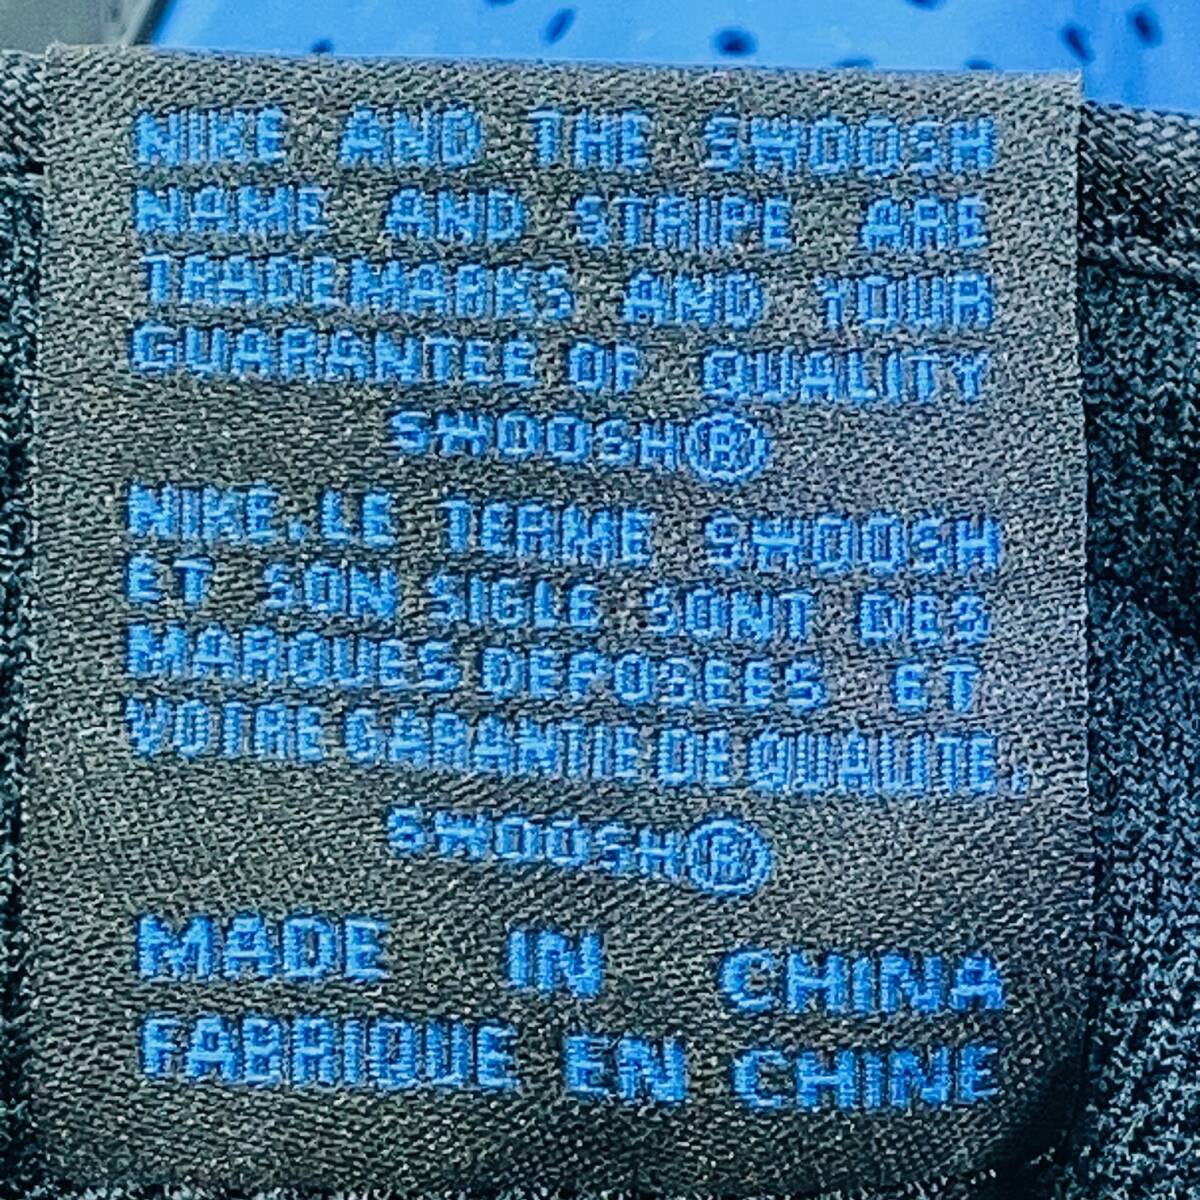 NIKE AND THE SWOOSH
NAME AND STRIPE ARE
TRADEMARKS AND YOUR
GUARANTEE OF QUALITY
SWOOSH®
NIKE, LE TERME SWOOSH
ET SON SIGLE SONT DES
MARQUES DEPOSEES ET
VOTRE GARANTIE DE QUALITE.
SWOOSH®
MADE IN CHINA
FABRIQUE EN CHINE